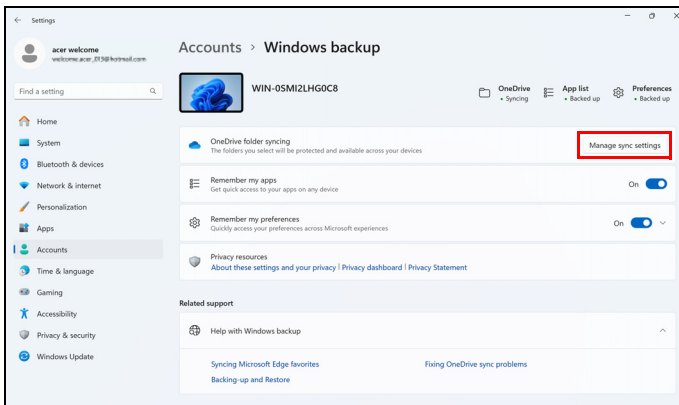 Settings
acer welcome
welcome.acer_013@hotmail.com
Find a setting
Home
System
Bluetooth & devices
Network & internet
Personalization
Apps
Accounts
Time & language
Gaming
Accessibility
Privacy & security
Windows Update
Accounts > Windows backup
WIN-0SMI2LHG0C8
OneDrive
• Syncing
App list
• Backed up
Preferences
• Backed up
OneDrive folder syncing
The folders you select will be protected and available across your devices
Manage sync settings
Remember my apps
Get quick access to your apps on any device
On
Remember my preferences
Quickly access your preferences across Microsoft experiences
On
Privacy resources
About these settings and your privacy | Privacy dashboard | Privacy Statement
Related support
Help with Windows backup
Syncing Microsoft Edge favorites
Fixing OneDrive sync problems
Backing-up and Restore